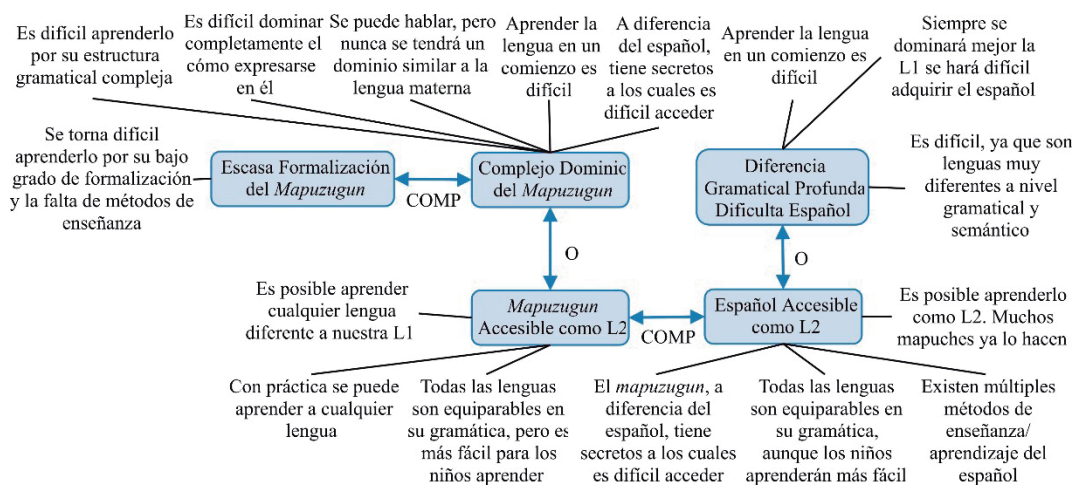 Es difícil aprenderlo
por su estructura
gramatical compleja
Es difícil dominar
completamente el
cómo expresarse
en él
Se puede hablar, pero
nunca se tendrá un
dominio similar a la
lengua materna
Aprender la
lengua en un
comienzo es
difícil
A diferencia
del español,
tiene secretos
a los cuales es
difícil acceder
Aprender la lengua
en un comienzo es
difícil
Siempre se
dominará mejor la
L1 se hará difícil
adquirir el español
Se torna difícil
aprenderlo por su bajo
grado de formalización
y la falta de métodos de
enseñanza
Escasa Formalización
del Mapuzugun
COMP
Complejo Dominic
del Mapuzugun
Diferencia
Gramatical Profunda
Dificulta Español
Es difícil, ya que son
lenguas muy
diferentes a nivel
gramatical y
semántico
O
O
Es posible aprender
cualquier lengua
diferente a nuestra L1
Mapuzugun
Accesible como L2
COMP
Español Accesible
como L2
Es posible aprenderlo
como L2. Muchos
mapuches ya lo hacen
Con práctica se puede
aprender a cualquier
lengua
Todas las lenguas
son equiparables en
su gramática, pero es
más fácil para los
niños aprender
El mapuzugun, a
diferencia del
español, tiene
secretos a los cuales
es difícil acceder
Todas las lenguas
son equiparables en
su gramática,
aunque los niños
aprenderán más fácil
Existen múltiples
métodos de
enseñanza/
aprendizaje del
español